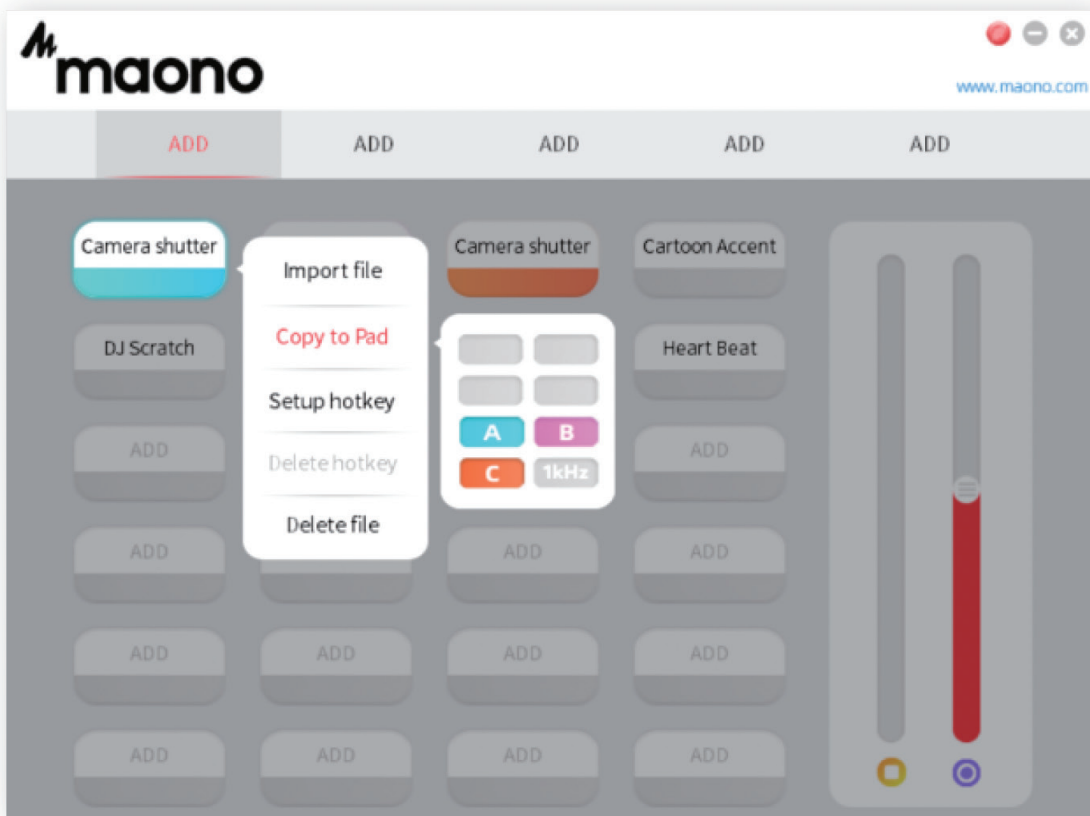 maono
www.maono.com
ADD ADD ADD ADD ADD
Camera shutter Camera shutter Cartoon Accent
Import file
Copy to Pad
Setup hotkey
Delete hotkey
Delete file
A B
C 1kHz
DJ Scratch Heart Beat
ADD ADD
ADD ADD ADD
ADD ADD ADD ADD
ADD ADD ADD ADD